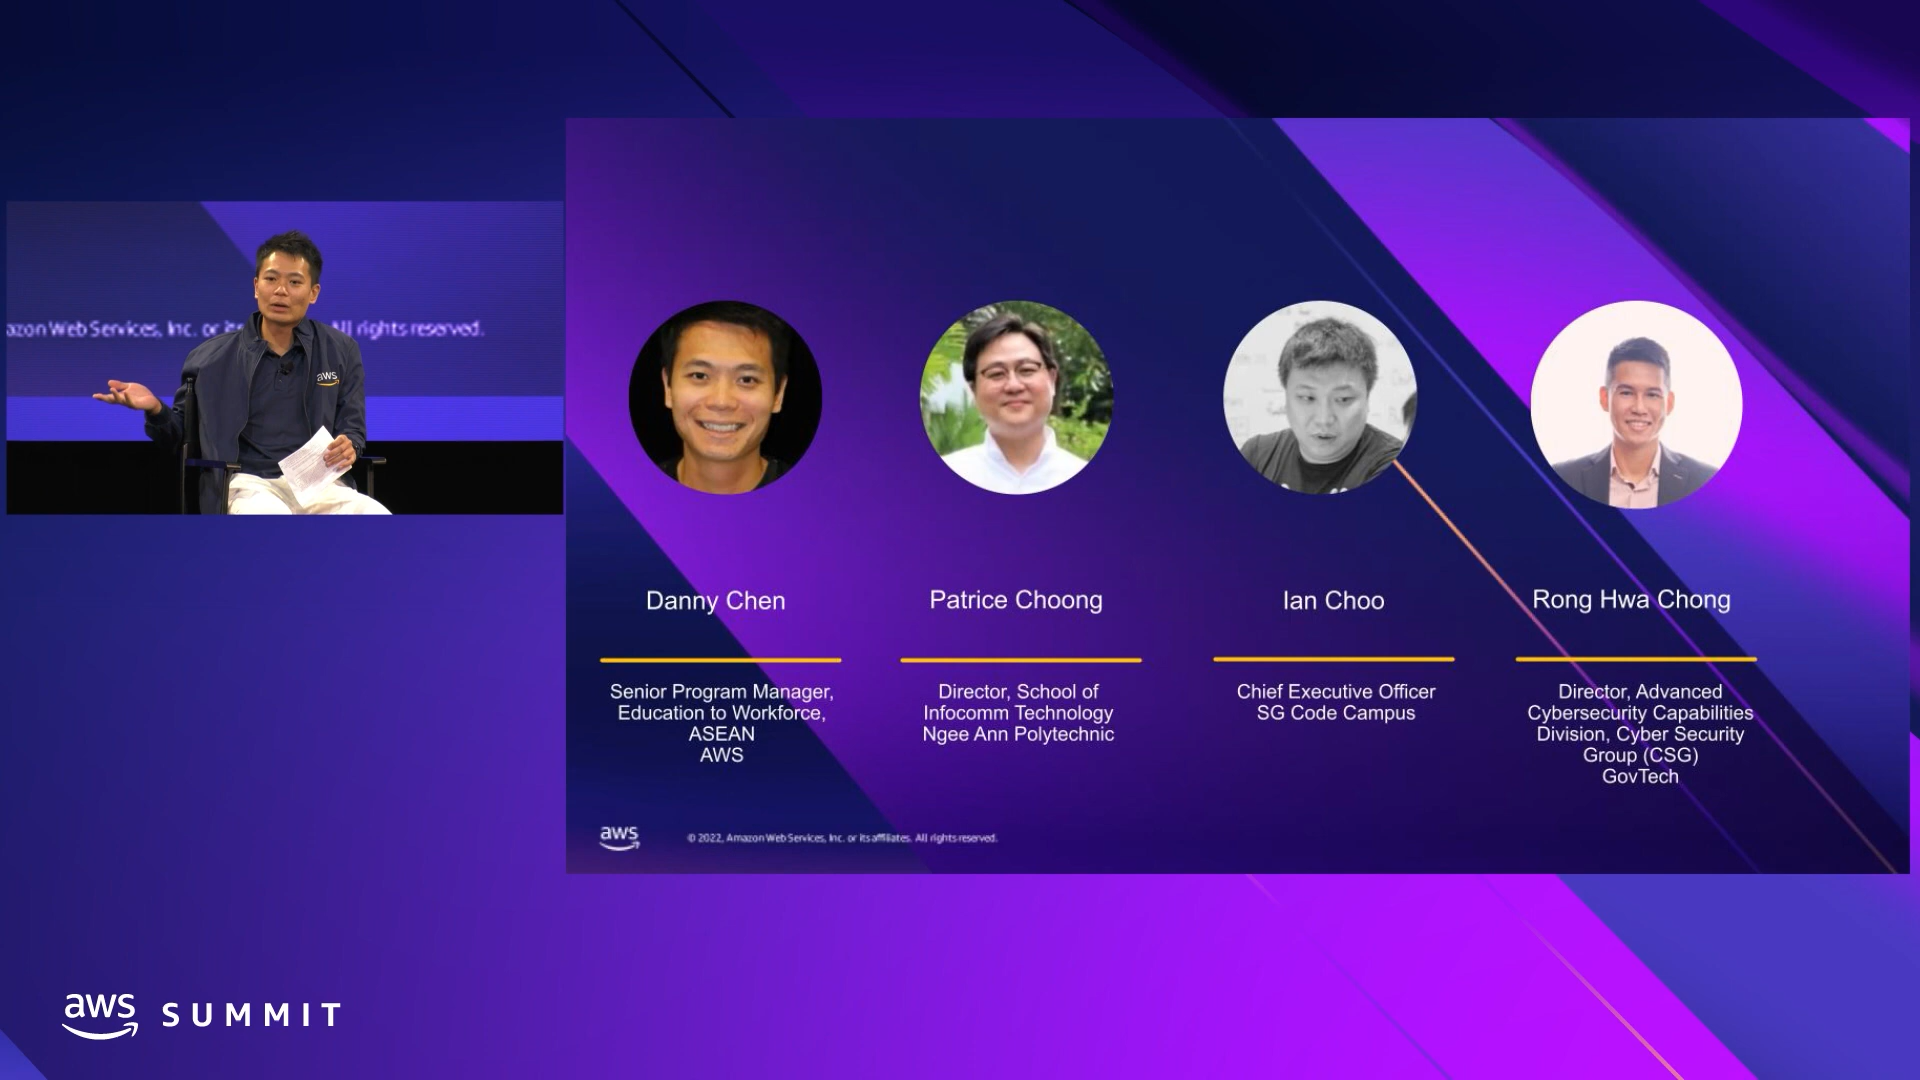 azon Web Services, Inc. or its
All rights reserved.
aws
Danny Chen
Senior Program Manager,
Education to Workforce,
ASEAN
AWS
Patrice Choong
Director, School of
Infocomm Technology
Ngee Ann Polytechnic
Ian Choo
Chief Executive Officer
SG Code Campus
Rong Hwa Chong
Director, Advanced
Cybersecurity Capabilities
Division, Cyber Security
Group (CSG)
GovTech
aws
© 2022, Amazon Web Services, Inc. or its affiliates. All rights reserved.
aws SUMMIT